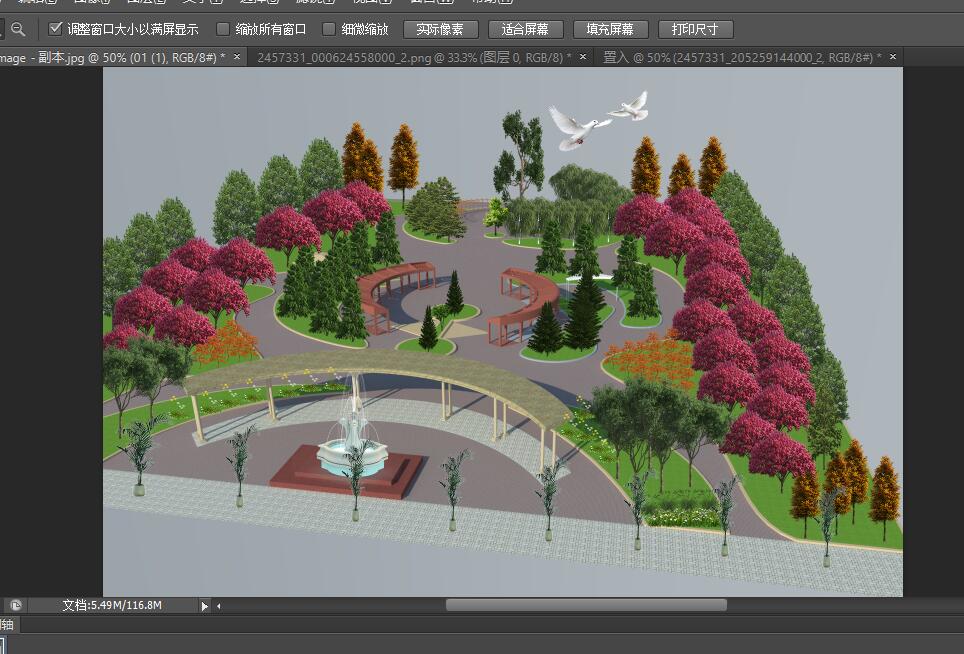 调整窗口大小以满屏显示 缩放所有窗口 细微缩放 实际像素 适合屏幕 填充屏幕 打印尺寸
mage - 副本.jpg @ 50% (01 (1), RGB/8#) * × 2457331_000624558000_2.png @ 33.3% (图层 0, RGB/8) * × 置入 @ 50% (2457331_205259144000_2, RGB/8#) * ×
文档:5.49M/116.8M
轴